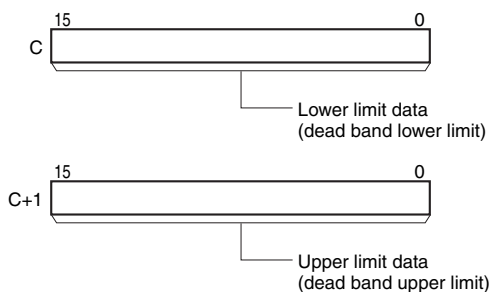 15 0
C
Lower limit data
(dead band lower limit)
15 0
C+1
Upper limit data
(dead band upper limit)